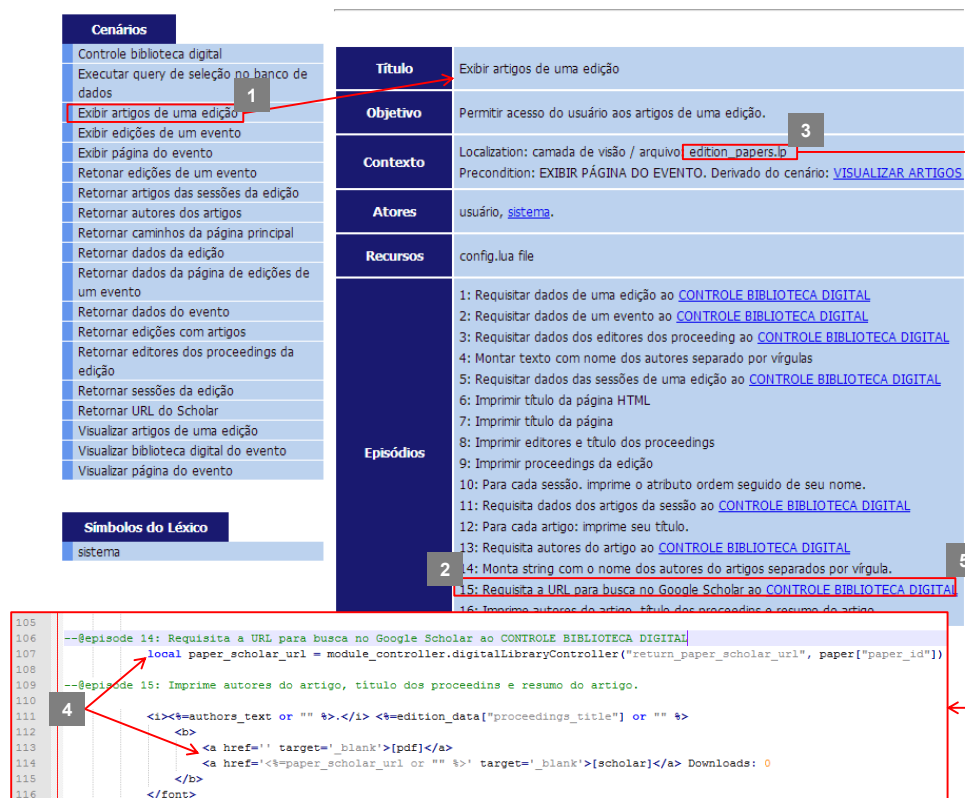 Cenários
Controle biblioteca digital
Executar query de seleção no banco de
dados
Exibir artigos de uma edição
Exibir edições de um evento
Exibir página do evento
Retonar edições de um evento
Retornar artigos das sessões da edição
Retornar autores dos artigos
Retornar caminhos da página principal
Retornar dados da edição
Retornar dados da página de edições de
um evento
Retornar dados do evento
Retornar edições com artigos
Retornar editores dos proceedings da
edição
Retornar sessões da edição
Retornar URL do Scholar
Visualizar artigos de uma edição
Visualizar biblioteca digital do evento
Visualizar página do evento
Símbolos do Léxico
sistema
1
Título
Exibir artigos de uma edição
Objetivo
Permitir acesso do usuário aos artigos de uma edição.
3
Contexto
Localization: camada de visão / arquivo edition_papers.lp
Precondition: EXIBIR PÁGINA DO EVENTO. Derivado do cenário: VISUALIZAR ARTIGOS
Atores
usuário, sistema.
Recursos
config.lua file
Episódios
1: Requisitar dados de uma edição ao CONTROLE BIBLIOTECA DIGITAL
2: Requisitar dados de um evento ao CONTROLE BIBLIOTECA DIGITAL
3: Requisitar dados dos editores dos proceeding ao CONTROLE BIBLIOTECA DIGITAL
4: Montar texto com nome dos autores separado por vírgulas
5: Requisitar dados das sessões de uma edição ao CONTROLE BIBLIOTECA DIGITAL
6: Imprimir título da página HTML
7: Imprimir título da página
8: Imprimir editores e título dos proceedings
9: Imprimir proceedings da edição
10: Para cada sessão. imprime o atributo ordem seguido de seu nome.
11: Requisita dados dos artigos da sessão ao CONTROLE BIBLIOTECA DIGITAL
12: Para cada artigo: imprime seu título.
13: Requisita autores do artigo ao CONTROLE BIBLIOTECA DIGITAL
14: Monta string com o nome dos autores do artigos separados por vírgula.
15: Requisita a URL para busca no Google Scholar ao CONTROLE BIBLIOTECA DIGITAL
16: Imprime autores do artigo, título dos proceedins e resumo do artigo
2
5
105
106 --@episode 14: Requisita a URL para busca no Google Scholar ao CONTROLE BIBLIOTECA DIGITAL
107 local paper_scholar_url = module_controller.digitalLibraryController("return_paper_scholar_url", paper["paper_id"])
108
109 --@episode 15: Imprime autores do artigo, título dos proceedins e resumo do artigo.
110
111 <i><%=authors_text or "" %>.</i> <%=edition_data["proceedings_title"] or "" %>
112 <b>
113 <a href='' target='_blank'>[pdf]</a>
114 <a href='<%=paper_scholar_url or "" %>' target='_blank'>[scholar]</a> Downloads: 0
115 </b>
116 </font>
4